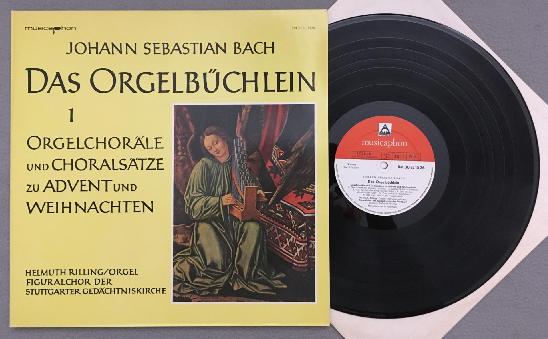 musicaphon
JOHANN SEBASTIAN BACH
DAS ORGELBÜCHLEIN
1
ORGELCHORÄLE
UND CHORALSÄTZE
ZU ADVENT UND
WEIHNACHTEN
HELMUTH RILLING/ORGEL
FIGURALCHOR DER
STUTTGARTER GEDÄCHTNISKIRCHE
musicaphon
Das Orgelbüchlein